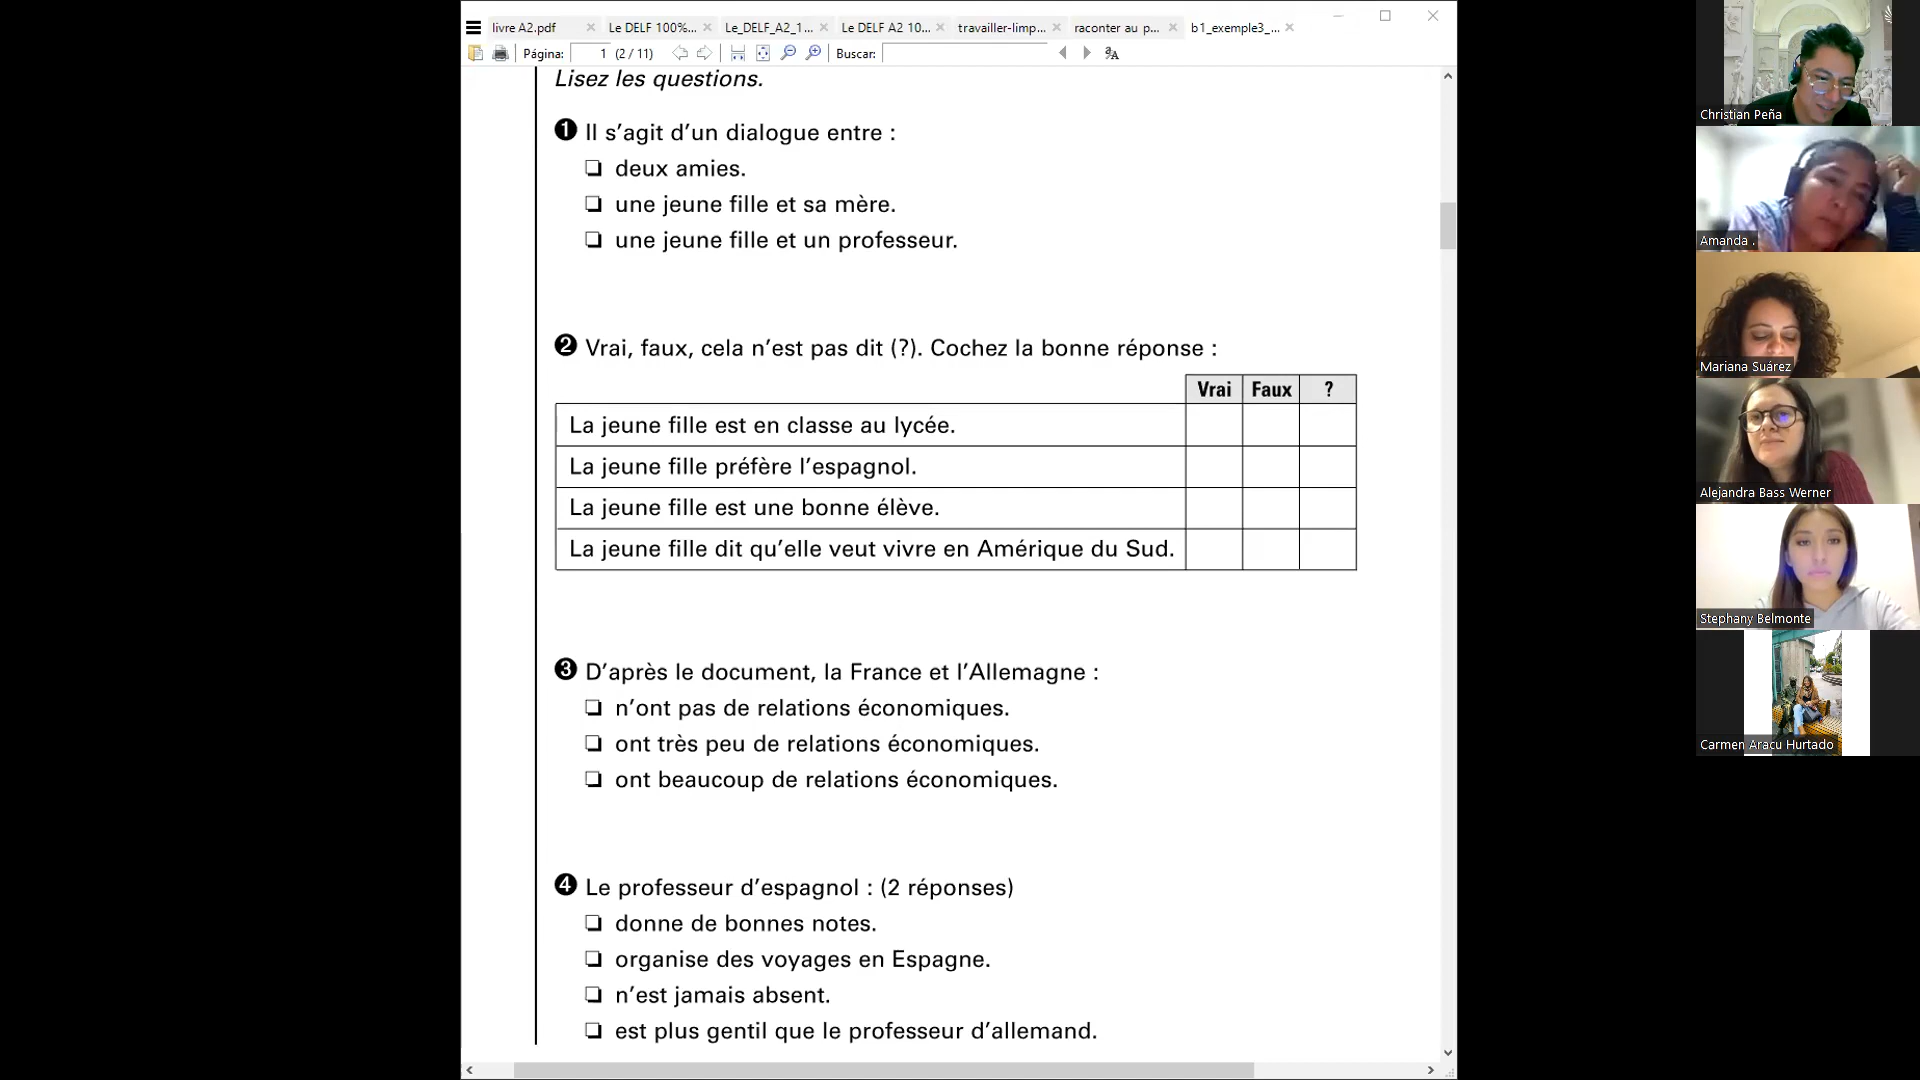 livre A2.pdf
Le DELF 100%...
Le_DELF_A2_1...
Le DELF A2 10...
travailler-limp...
raconter au p...
b1_exemple3_...
Página: 1 (2 / 11)
Buscar:
Lisez les questions.
1 Il s'agit d'un dialogue entre :
❏ deux amies.
❏ une jeune fille et sa mère.
❏ une jeune fille et un professeur.
2 Vrai, faux, cela n'est pas dit (?). Cochez la bonne réponse :
Vrai Faux ?
La jeune fille est en classe au lycée.
La jeune fille préfère l'espagnol.
La jeune fille est une bonne élève.
La jeune fille dit qu'elle veut vivre en Amérique du Sud.
3 D'après le document, la France et l'Allemagne :
❏ n'ont pas de relations économiques.
❏ ont très peu de relations économiques.
❏ ont beaucoup de relations économiques.
4 Le professeur d'espagnol : (2 réponses)
❏ donne de bonnes notes.
❏ organise des voyages en Espagne.
❏ n'est jamais absent.
❏ est plus gentil que le professeur d'allemand.
Christian Peña
Amanda .
Mariana Suárez
Alejandra Bass Werner
Stephany Belmonte
Carmen Aracu Hurtado